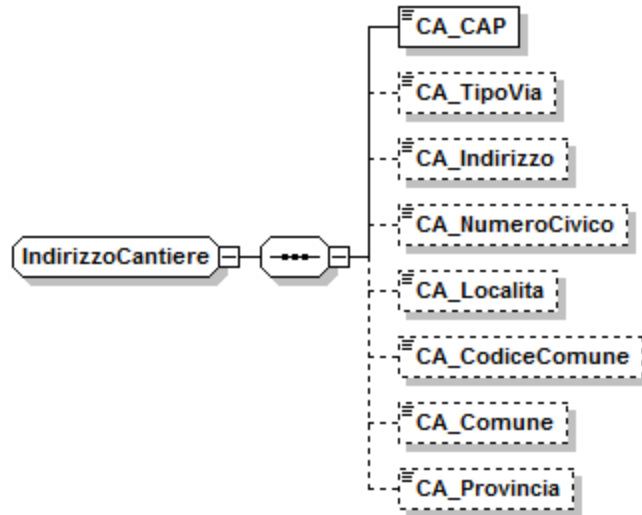 CA_CAP
CA_TipoVia
CA_Indirizzo
CA_NumeroCivico
IndirizzoCantiere
CA_Localita
CA_CodiceComune
CA_Comune
CA_Provincia